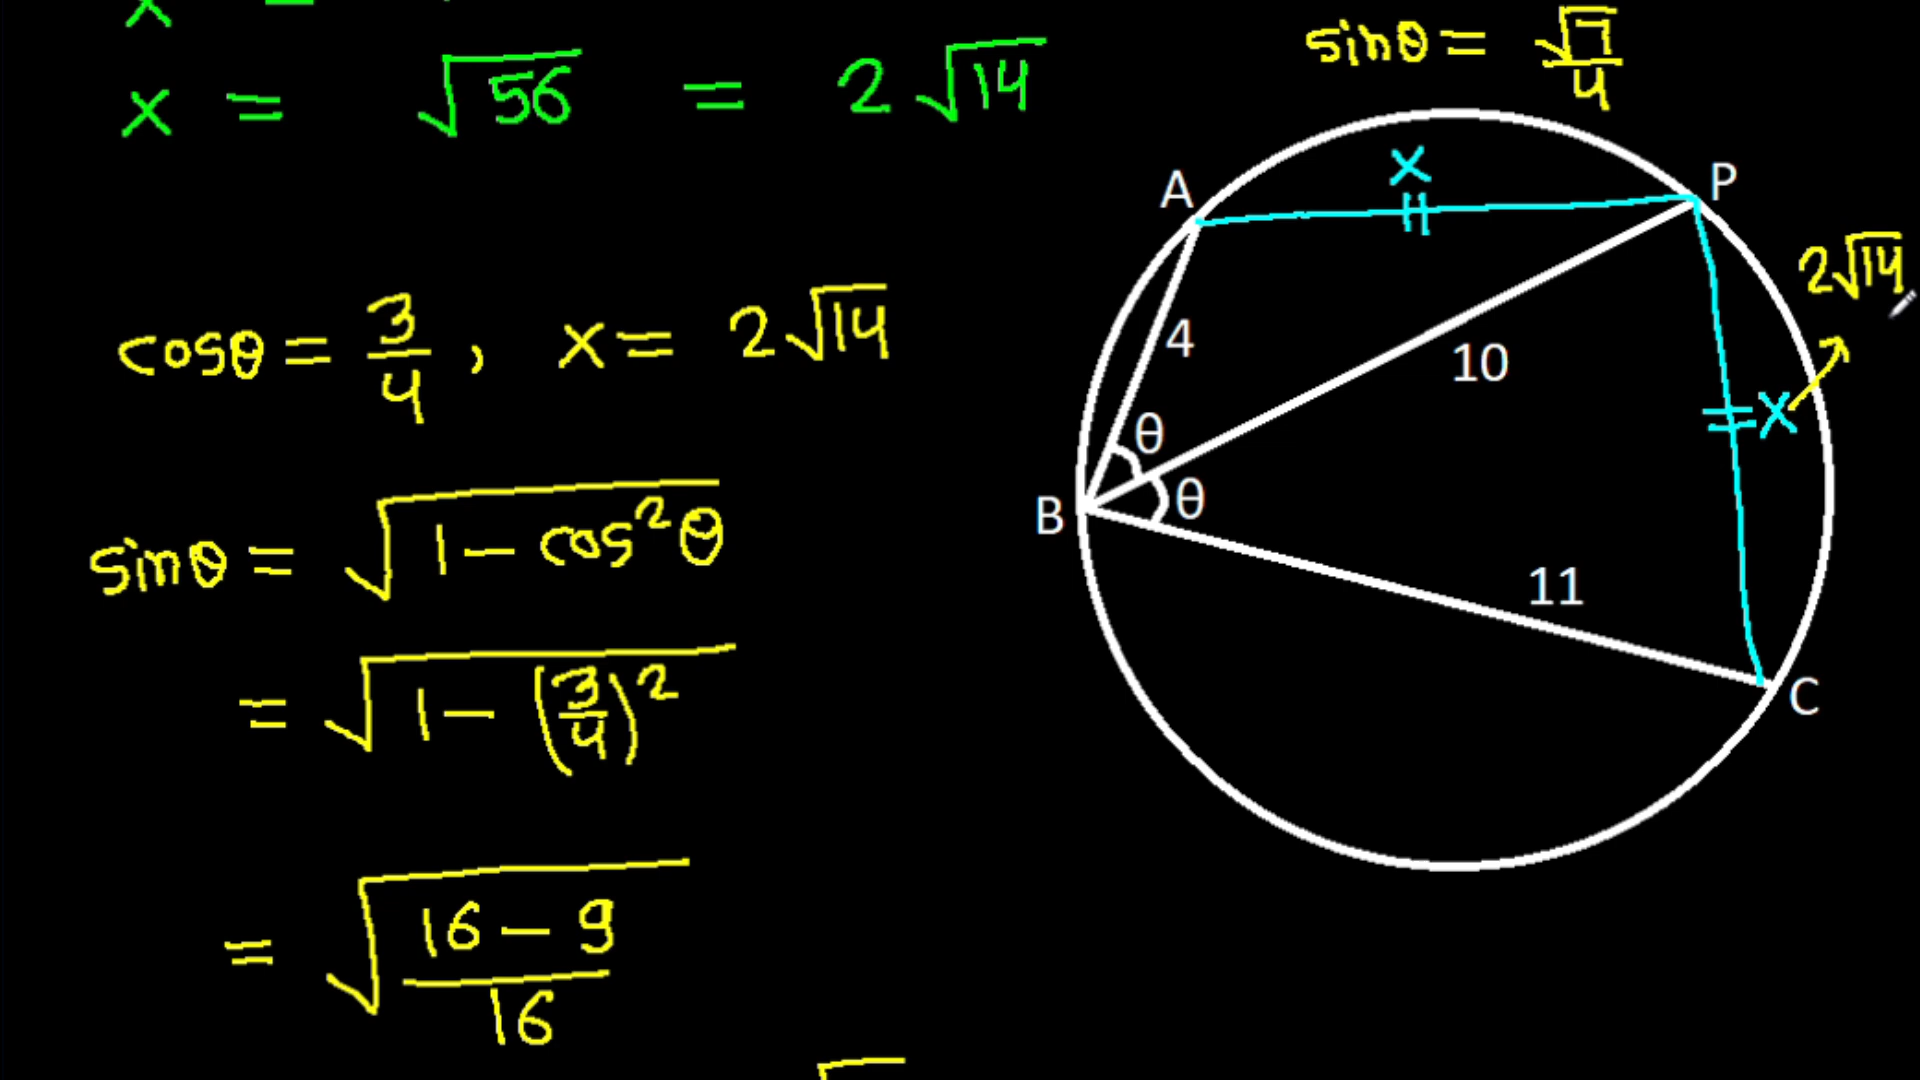 x =
x = √56 = 2√14
cosθ = 3/4 , x = 2√14
sinθ = √(1 - cos²θ)
= √(1 - (3/4)²)
= √((16 - 9)/16)
sinθ = √7/4
A
x
P
2√14
4
10
x
θ
θ
B
11
C